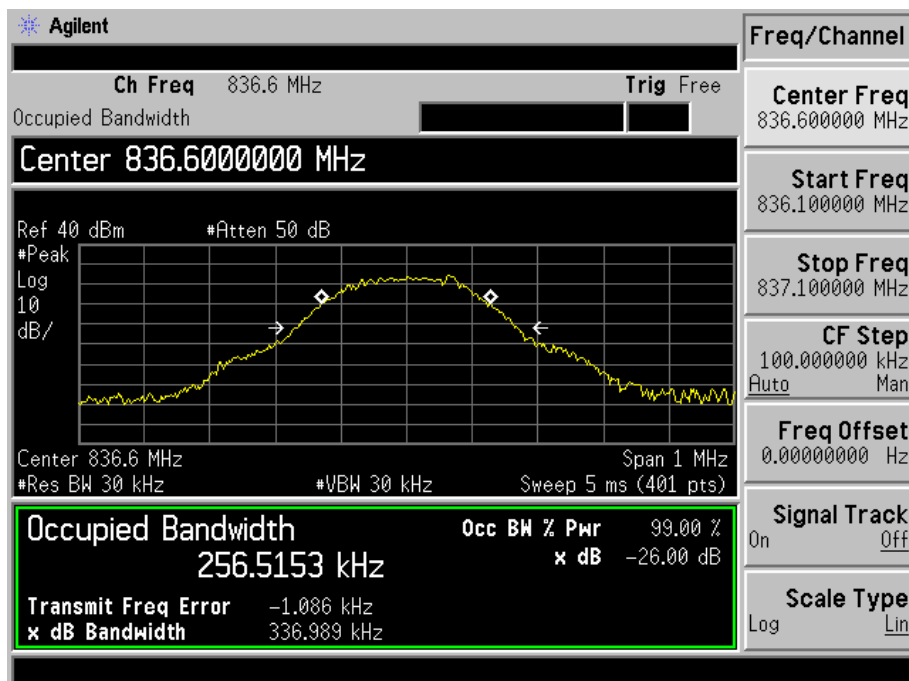 Agilent
Freq/Channel
Ch Freq 836.6 MHz Trig Free
Occupied Bandwidth
Center 836.6000000 MHz
Ref 40 dBm #Atten 50 dB
#Peak
Log
10
dB/
Center 836.6 MHz Span 1 MHz
#Res BW 30 kHz #VBW 30 kHz Sweep 5 ms (401 pts)
Occupied Bandwidth
256.5153 kHz
Occ BW % Pwr 99.00 %
x dB -26.00 dB
Transmit Freq Error -1.086 kHz
x dB Bandwidth 336.989 kHz
Center Freq
836.600000 MHz
Start Freq
836.100000 MHz
Stop Freq
837.100000 MHz
CF Step
100.000000 kHz
Auto Man
Freq Offset
0.00000000 Hz
Signal Track
On Off
Scale Type
Log Lin